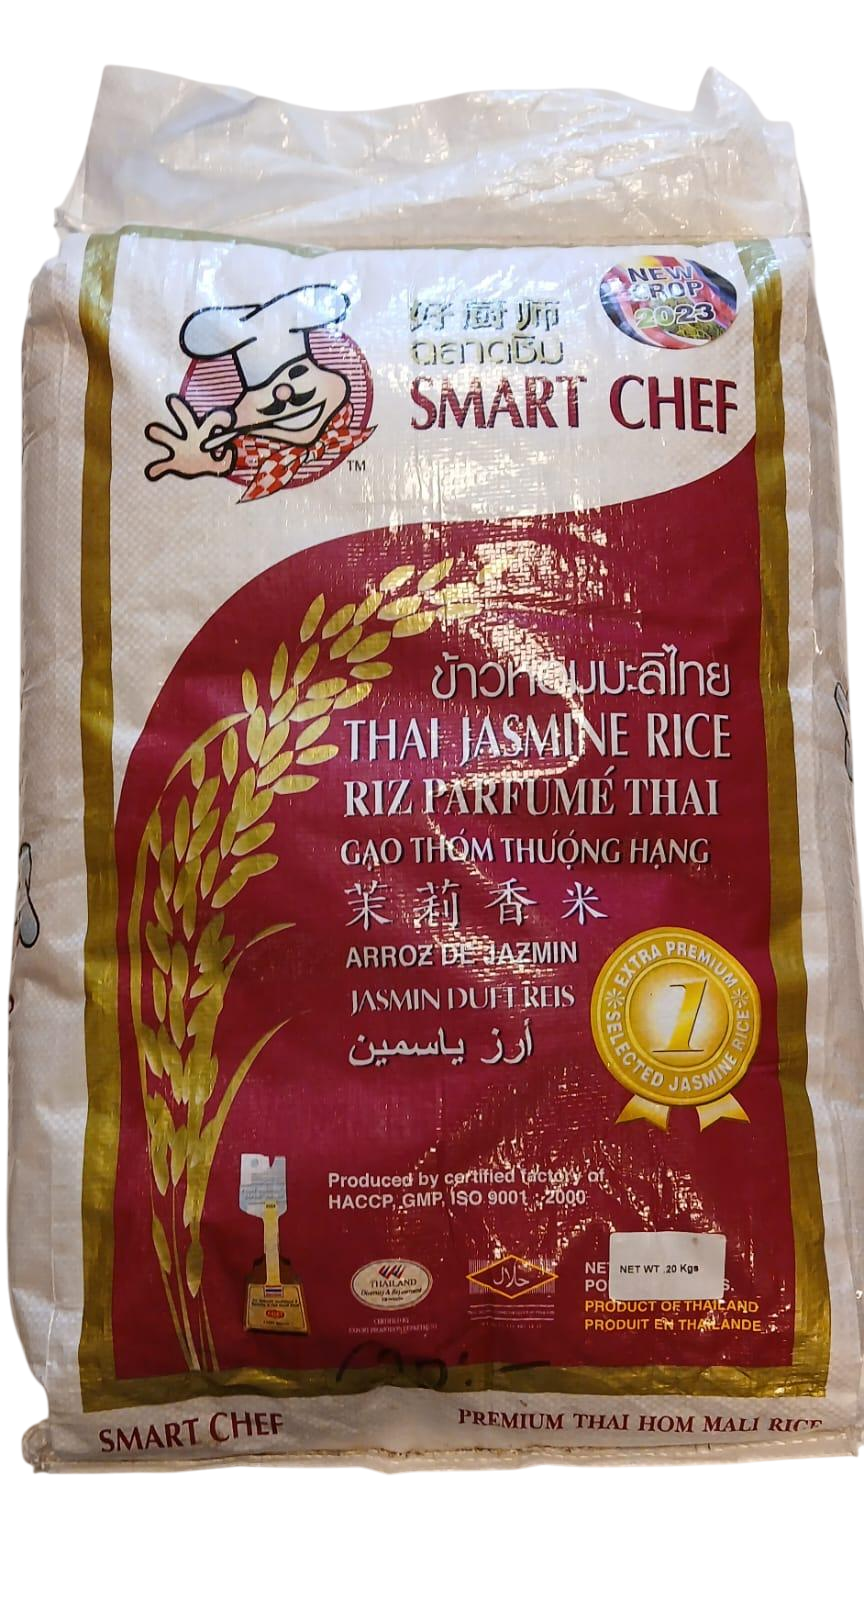 NEW
CROP
2023
好厨师
ฉลาดชิม
SMART CHEF
TM
ข้าวหอมมะลิไทย
THAI JASMINE RICE
RIZ PARFUMÉ THAI
GẠO THÓM THƯỢNG HẠNG
茉莉香米
ARROZ DE JAZMIN
JASMIN DUFT REIS
أرز ياسمين
EXTRA PREMIUM
1
SELECTED JASMINE RICE
Produced by certified factory of
HACCP, GMP, ISO 9001 : 2000
THAILAND
حلال
NET WT .20 Kgs
PRODUCT OF THAILAND
PRODUIT EN THAILANDE
SMART CHEF
PREMIUM THAI HOM MALI RICE